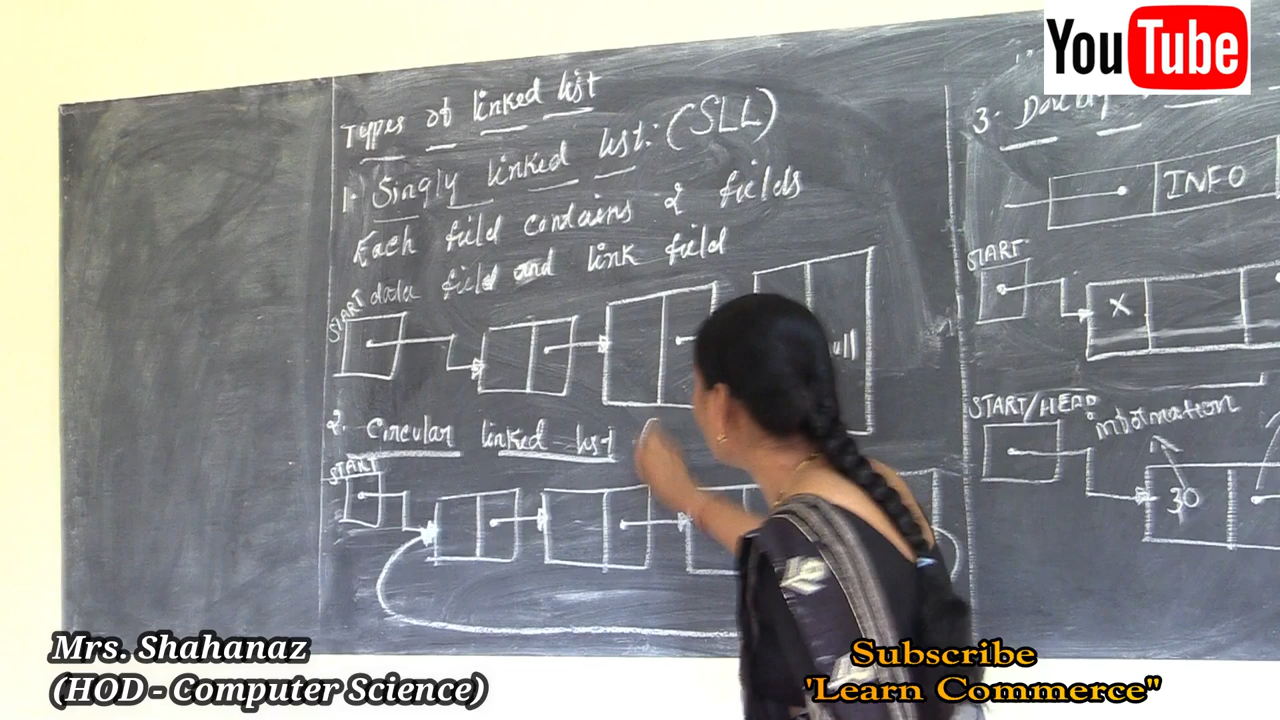 YouTube
Types of linked list
1. Singly linked list: (SLL)
Each field contains 2 fields
data field and link field
START
ull
2. Circular linked list
START
3. Doubly
INFO
START
X
START/HEAD
information
30
Mrs. Shahanaz
(HOD - Computer Science)
Subscribe
'Learn Commerce"